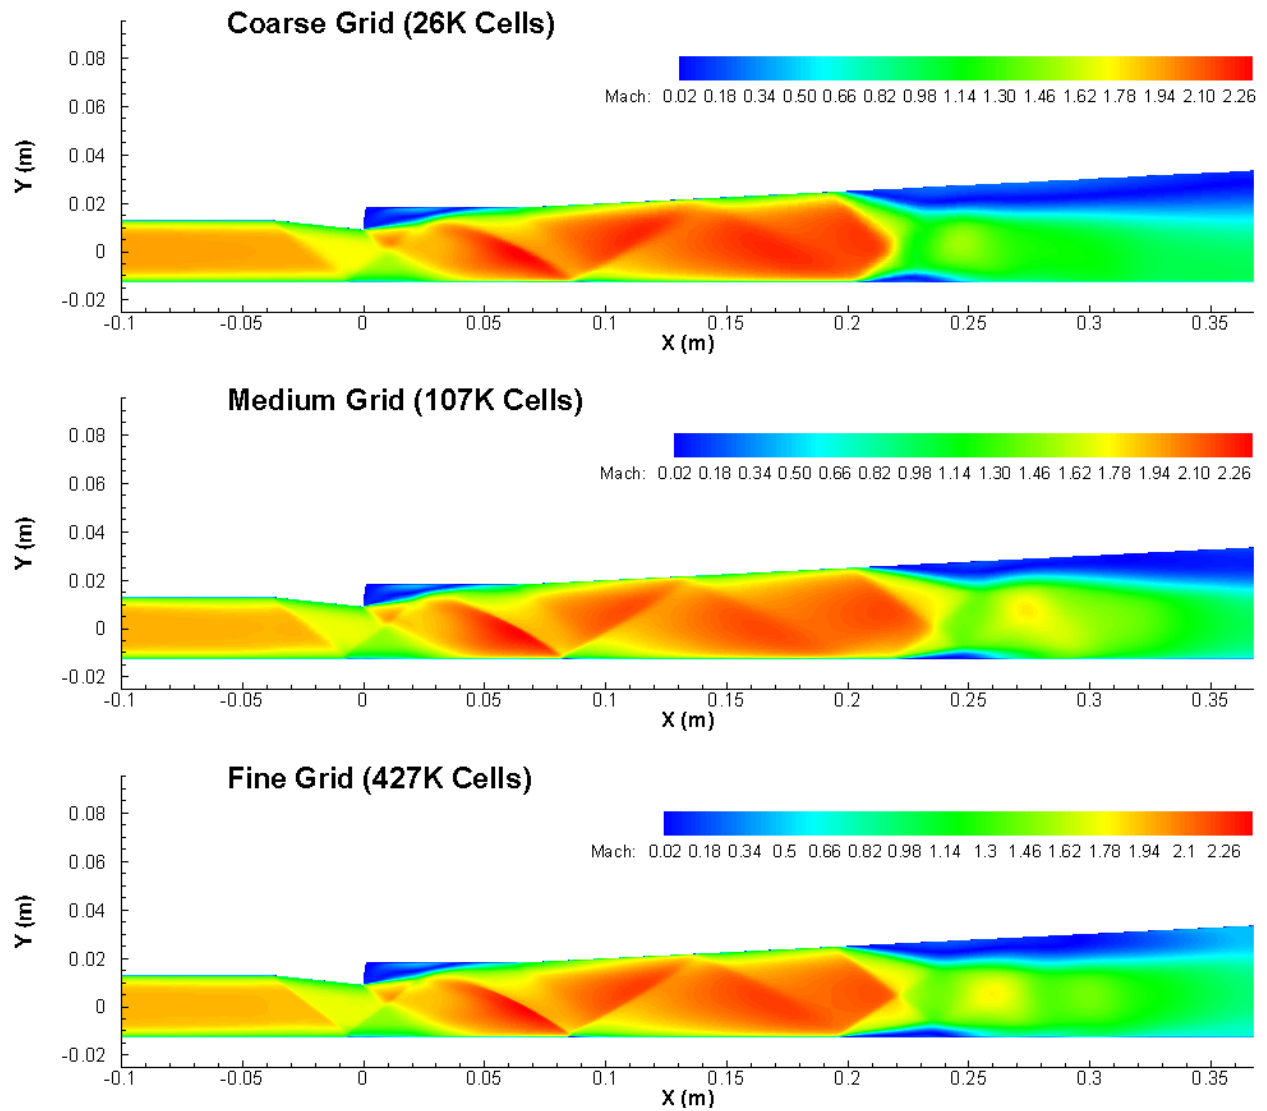 Coarse Grid (26K Cells)
0.08
Mach: 0.02 0.18 0.34 0.50 0.66 0.82 0.98 1.14 1.30 1.46 1.62 1.78 1.94 2.10 2.26
0.06
0.04
Y (m)
0.02
0
-0.02
-0.1 -0.05 0 0.05 0.1 0.15 0.2 0.25 0.3 0.35
X (m)
Medium Grid (107K Cells)
0.08
Mach: 0.02 0.18 0.34 0.50 0.66 0.82 0.98 1.14 1.30 1.46 1.62 1.78 1.94 2.10 2.26
0.06
0.04
Y (m)
0.02
0
-0.02
-0.1 -0.05 0 0.05 0.1 0.15 0.2 0.25 0.3 0.35
X (m)
Fine Grid (427K Cells)
0.08
Mach: 0.02 0.18 0.34 0.5 0.66 0.82 0.98 1.14 1.3 1.46 1.62 1.78 1.94 2.1 2.26
0.06
0.04
Y (m)
0.02
0
-0.02
-0.1 -0.05 0 0.05 0.1 0.15 0.2 0.25 0.3 0.35
X (m)